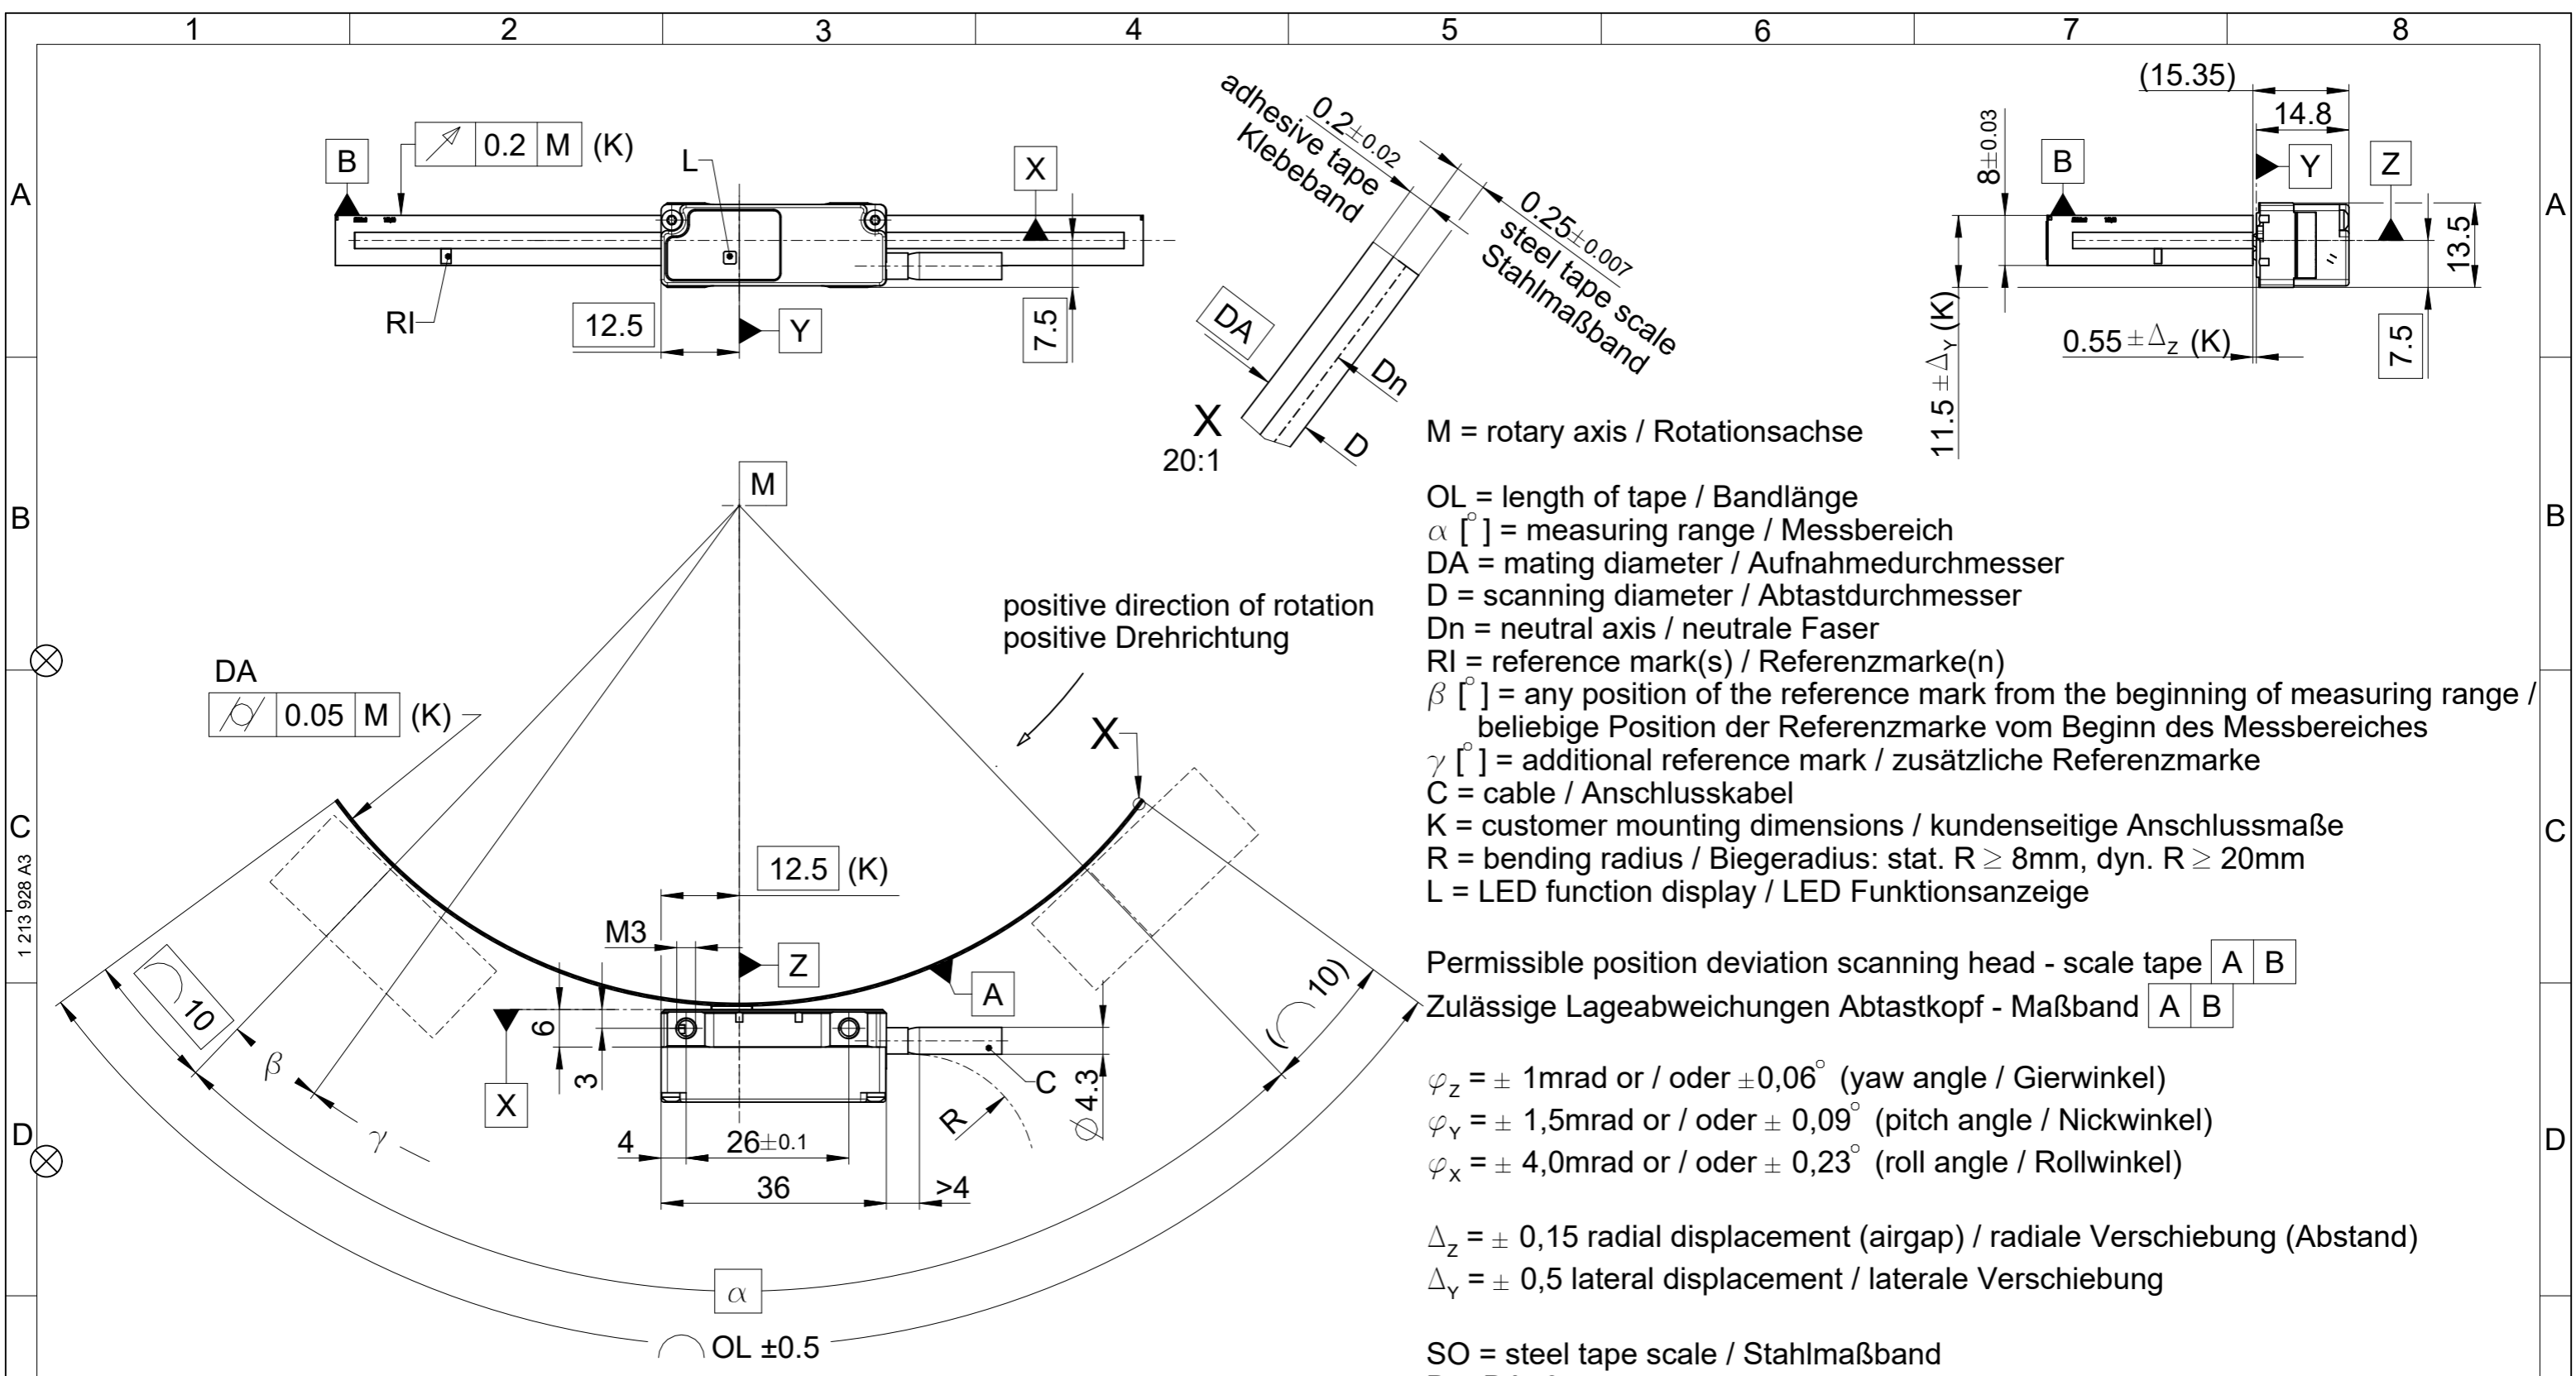 1 2 3 4 5 6 7 8
A
B
C
D
A
B
C
D
11 213 928 A3
B
0.2 M (K)
L
X
RI
12.5
Y
7.5
adhesive tape
Klebeband
0.2±0.02
0.25±0.007
steel tape scale
Stahlmaßband
DA
Dn
D
X
20:1
(15.35)
14.8
8±0.03
B
Y
Z
13.5
11.5 ±ΔY (K)
0.55 ±ΔZ (K)
7.5
M
positive direction of rotation
positive Drehrichtung
DA
0.05 M (K)
X
12.5 (K)
M3
Z
A
6
3
X
C
R
⌀4.3
4
26±0.1
36
>4
⌒ 10
β
γ
(⌒ 10)
α
⌒ OL ±0.5
M = rotary axis / Rotationsachse
OL = length of tape / Bandlänge
α [°] = measuring range / Messbereich
DA = mating diameter / Aufnahmedurchmesser
D = scanning diameter / Abtastdurchmesser
Dn = neutral axis / neutrale Faser
RI = reference mark(s) / Referenzmarke(n)
β [°] = any position of the reference mark from the beginning of measuring range /
beliebige Position der Referenzmarke vom Beginn des Messbereiches
γ [°] = additional reference mark / zusätzliche Referenzmarke
C = cable / Anschlusskabel
K = customer mounting dimensions / kundenseitige Anschlussmaße
R = bending radius / Biegeradius: stat. R ≥ 8mm, dyn. R ≥ 20mm
L = LED function display / LED Funktionsanzeige
Permissible position deviation scanning head - scale tape A B
Zulässige Lageabweichungen Abtastkopf - Maßband A B
φZ = ± 1mrad or / oder ±0,06° (yaw angle / Gierwinkel)
φY = ± 1,5mrad or / oder ± 0,09° (pitch angle / Nickwinkel)
φX = ± 4,0mrad or / oder ± 0,23° (roll angle / Rollwinkel)
ΔZ = ± 0,15 radial displacement (airgap) / radiale Verschiebung (Abstand)
ΔY = ± 0,5 lateral displacement / laterale Verschiebung
SO = steel tape scale / Stahlmaßband